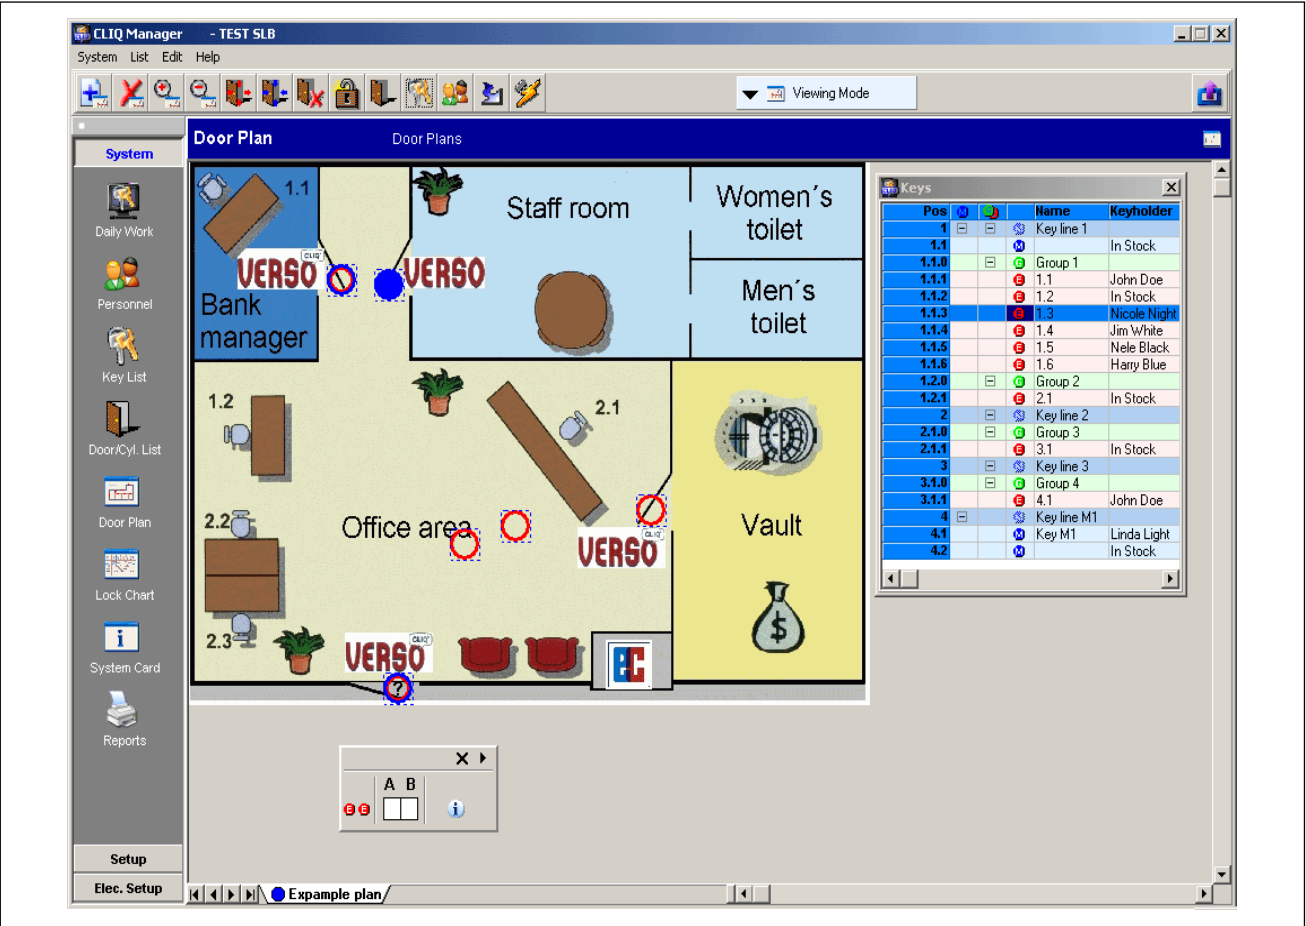 CLIQ Manager - TEST SLB
System List Edit Help
Viewing Mode
Door Plan Door Plans
System
Daily Work
Personnel
Key List
Door/Cyl. List
Door Plan
Lock Chart
System Card
Reports
Setup
Elec. Setup
1.1
Staff room
Women´s
toilet
VERSO CLIQ
VERSO
Bank
manager
Men´s
toilet
1.2
2.1
2.2
Office area
VERSO CLIQ
Vault
2.3
VERSO CLIQ
?
$
Keys
Pos M Name Keyholder
1 S Key line 1
1.1 M In Stock
1.1.0 G Group 1
1.1.1 E 1.1 John Doe
1.1.2 E 1.2 In Stock
1.1.3 E 1.3 Nicole Night
1.1.4 E 1.4 Jim White
1.1.5 E 1.5 Nele Black
1.1.6 E 1.6 Harry Blue
1.2.0 G Group 2
1.2.1 E 2.1 In Stock
2 S Key line 2
2.1.0 G Group 3
2.1.1 E 3.1 In Stock
3 S Key line 3
3.1.0 G Group 4
3.1.1 E 4.1 John Doe
4 S Key line M1
4.1 M Key M1 Linda Light
4.2 M In Stock
A B
E E i
Expample plan